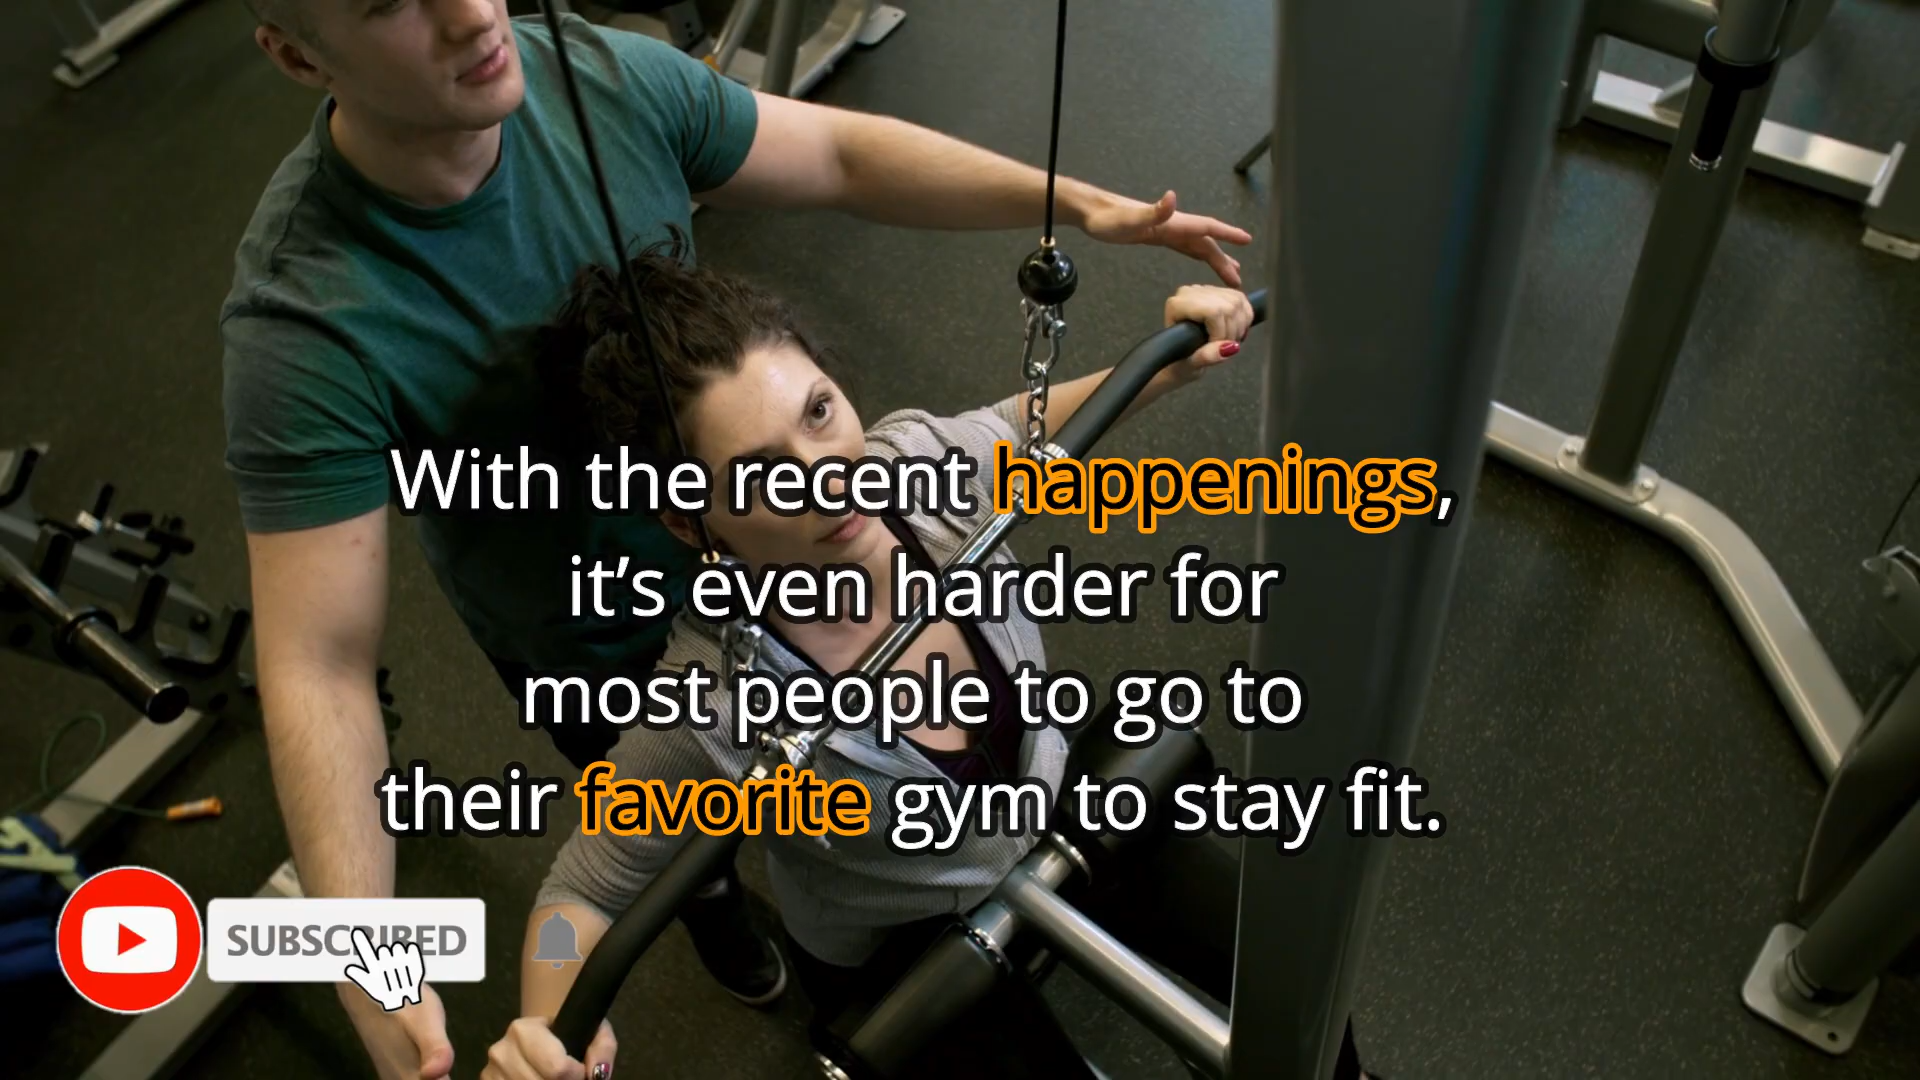 With the recent happenings,
it’s even harder for
most people to go to
their favorite gym to stay fit.
SUBSCRIBED